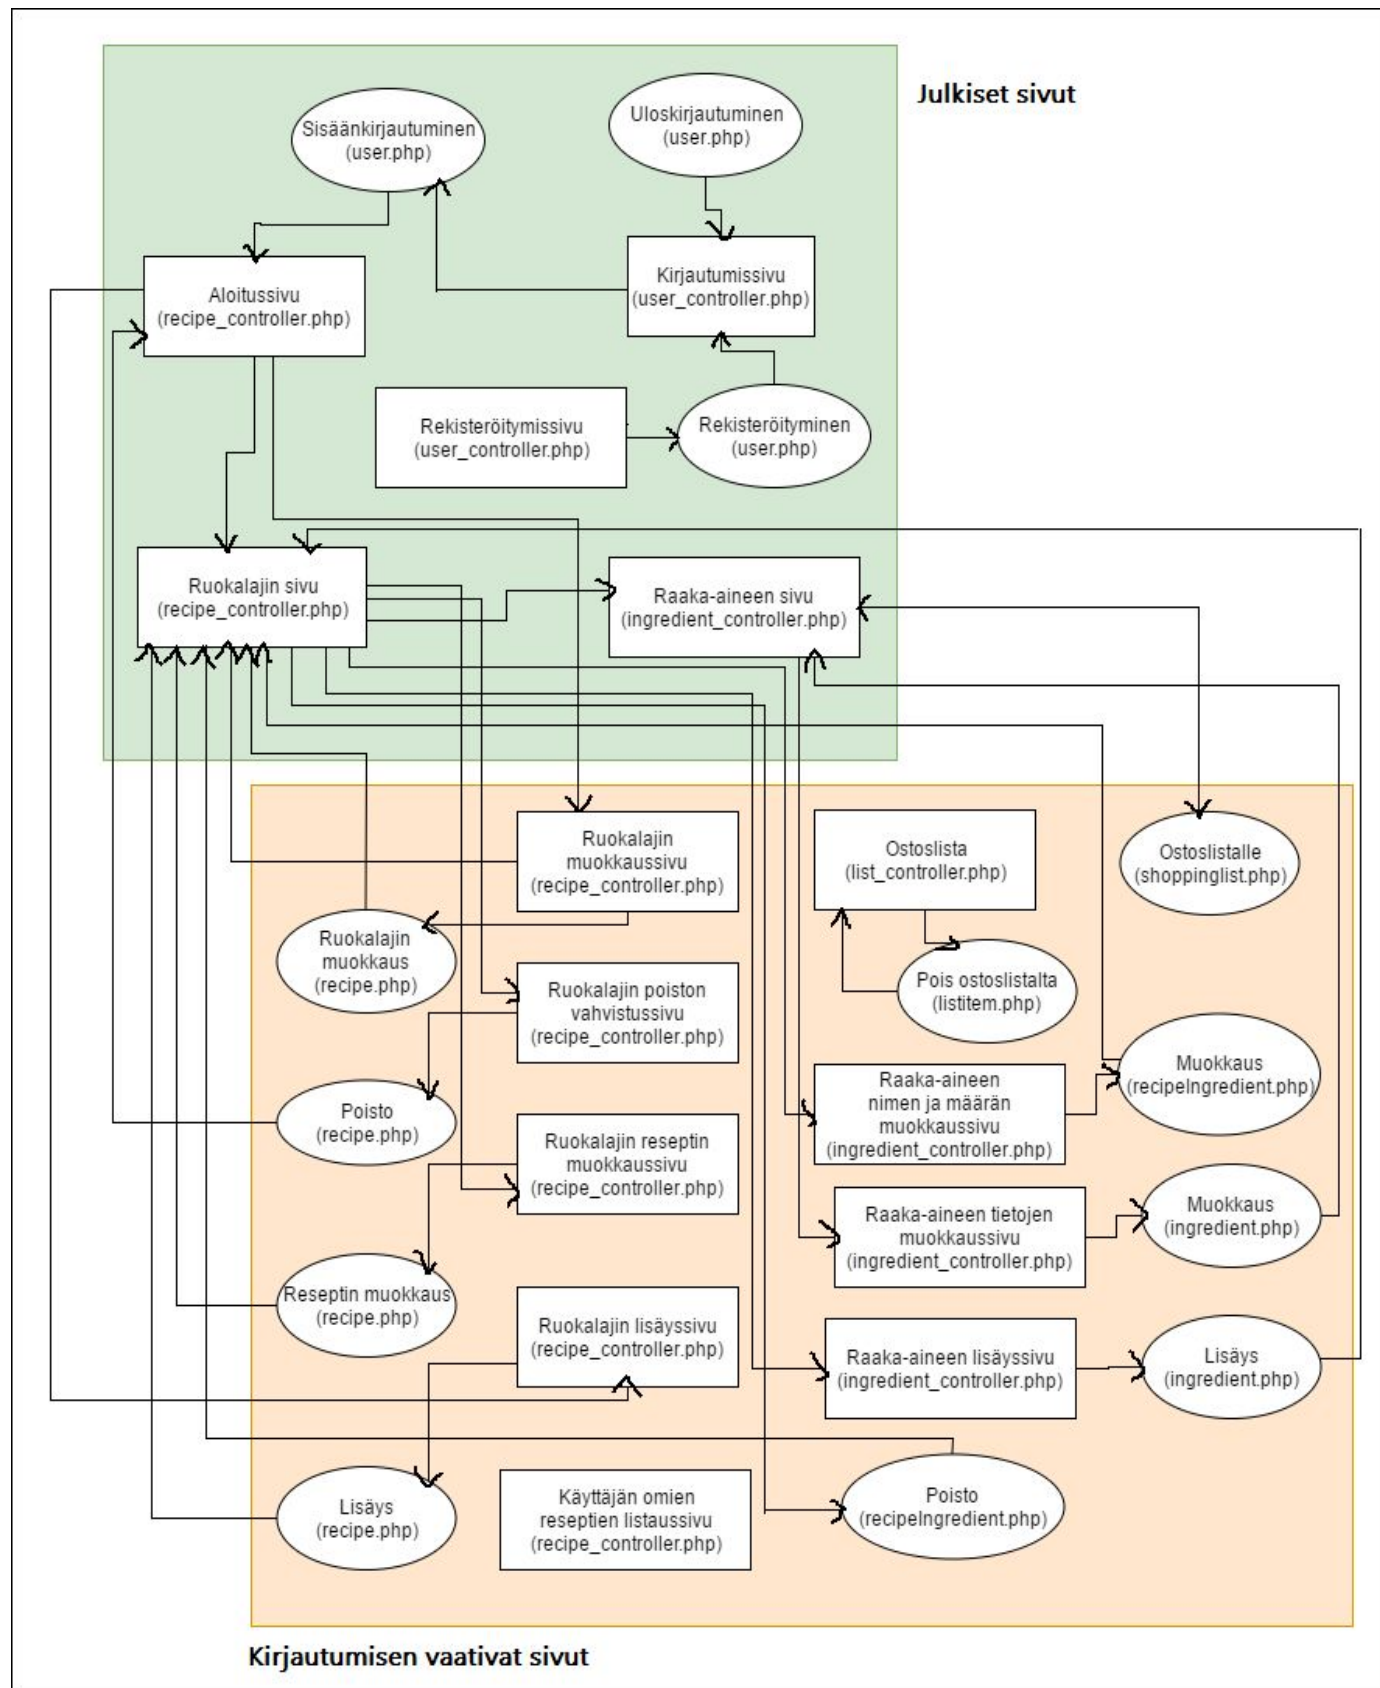 Julkiset sivut
Sisäänkirjautuminen
(user.php)
Uloskirjautuminen
(user.php)
Aloitussivu
(recipe_controller.php)
Kirjautumissivu
(user_controller.php)
Rekisteröitymissivu
(user_controller.php)
Rekisteröityminen
(user.php)
Ruokalajin sivu
(recipe_controller.php)
Raaka-aineen sivu
(ingredient_controller.php)
Ruokalajin
muokkaussivu
(recipe_controller.php)
Ostoslista
(list_controller.php)
Ostoslistalle
(shoppinglist.php)
Ruokalajin
muokkaus
(recipe.php)
Ruokalajin poiston
vahvistussivu
(recipe_controller.php)
Pois ostoslistalta
(listitem.php)
Poisto
(recipe.php)
Raaka-aineen
nimen ja määrän
muokkaussivu
(ingredient_controller.php)
Muokkaus
(recipeIngredient.php)
Ruokalajin reseptin
muokkaussivu
(recipe_controller.php)
Raaka-aineen tietojen
muokkaussivu
(ingredient_controller.php)
Muokkaus
(ingredient.php)
Reseptin muokkaus
(recipe.php)
Ruokalajin lisäyssivu
(recipe_controller.php)
Raaka-aineen lisäyssivu
(ingredient_controller.php)
Lisäys
(ingredient.php)
Lisäys
(recipe.php)
Käyttäjän omien
reseptien listaussivu
(recipe_controller.php)
Poisto
(recipeIngredient.php)
Kirjautumisen vaativat sivut